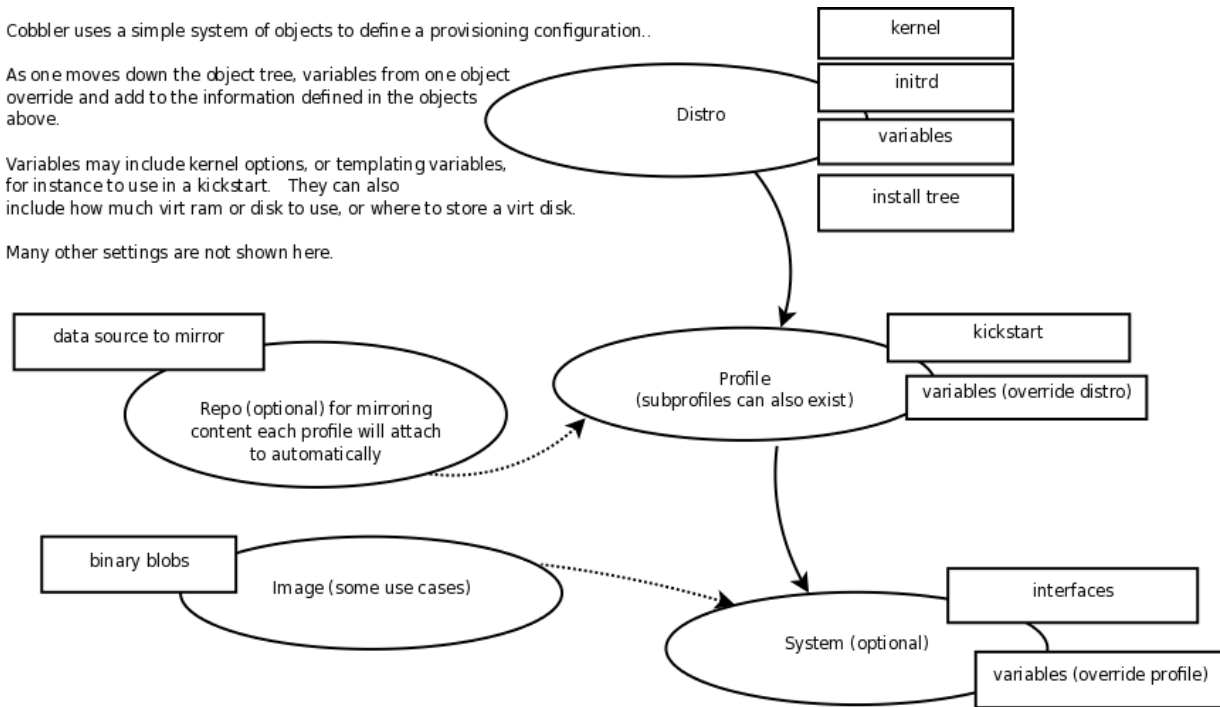 Cobbler uses a simple system of objects to define a provisioning configuration..
As one moves down the object tree, variables from one object
override and add to the information defined in the objects
above.
Variables may include kernel options, or templating variables,
for instance to use in a kickstart.   They can also
include how much virt ram or disk to use, or where to store a virt disk.
Many other settings are not shown here.
kernel
initrd
Distro
variables
install tree
data source to mirror
Repo (optional) for mirroring
content each profile will attach
to automatically
kickstart
Profile
(subprofiles can also exist)
variables (override distro)
binary blobs
Image (some use cases)
interfaces
System (optional)
variables (override profile)